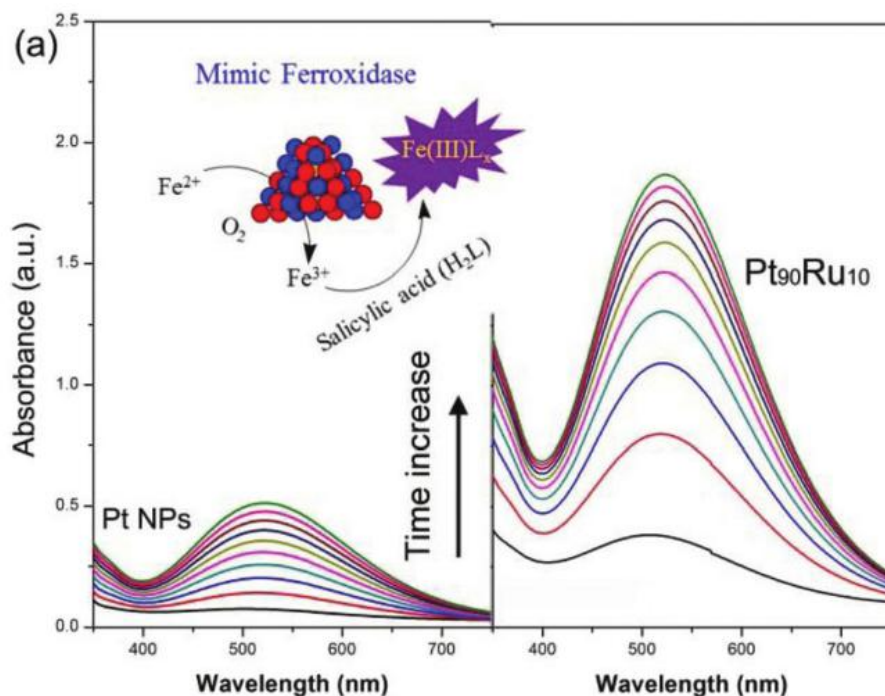 (a)
Mimic Ferroxidase
Fe²⁺
O₂
Fe³⁺
Fe(III)Lₓ
Salicylic acid (H₂L)
Time increase
Pt NPs
Pt₉₀Ru₁₀
Absorbance (a.u.)
2.5
2.0
1.5
1.0
0.5
0.0
400 500 600 700
400 500 600 700
Wavelength (nm)
Wavelength (nm)